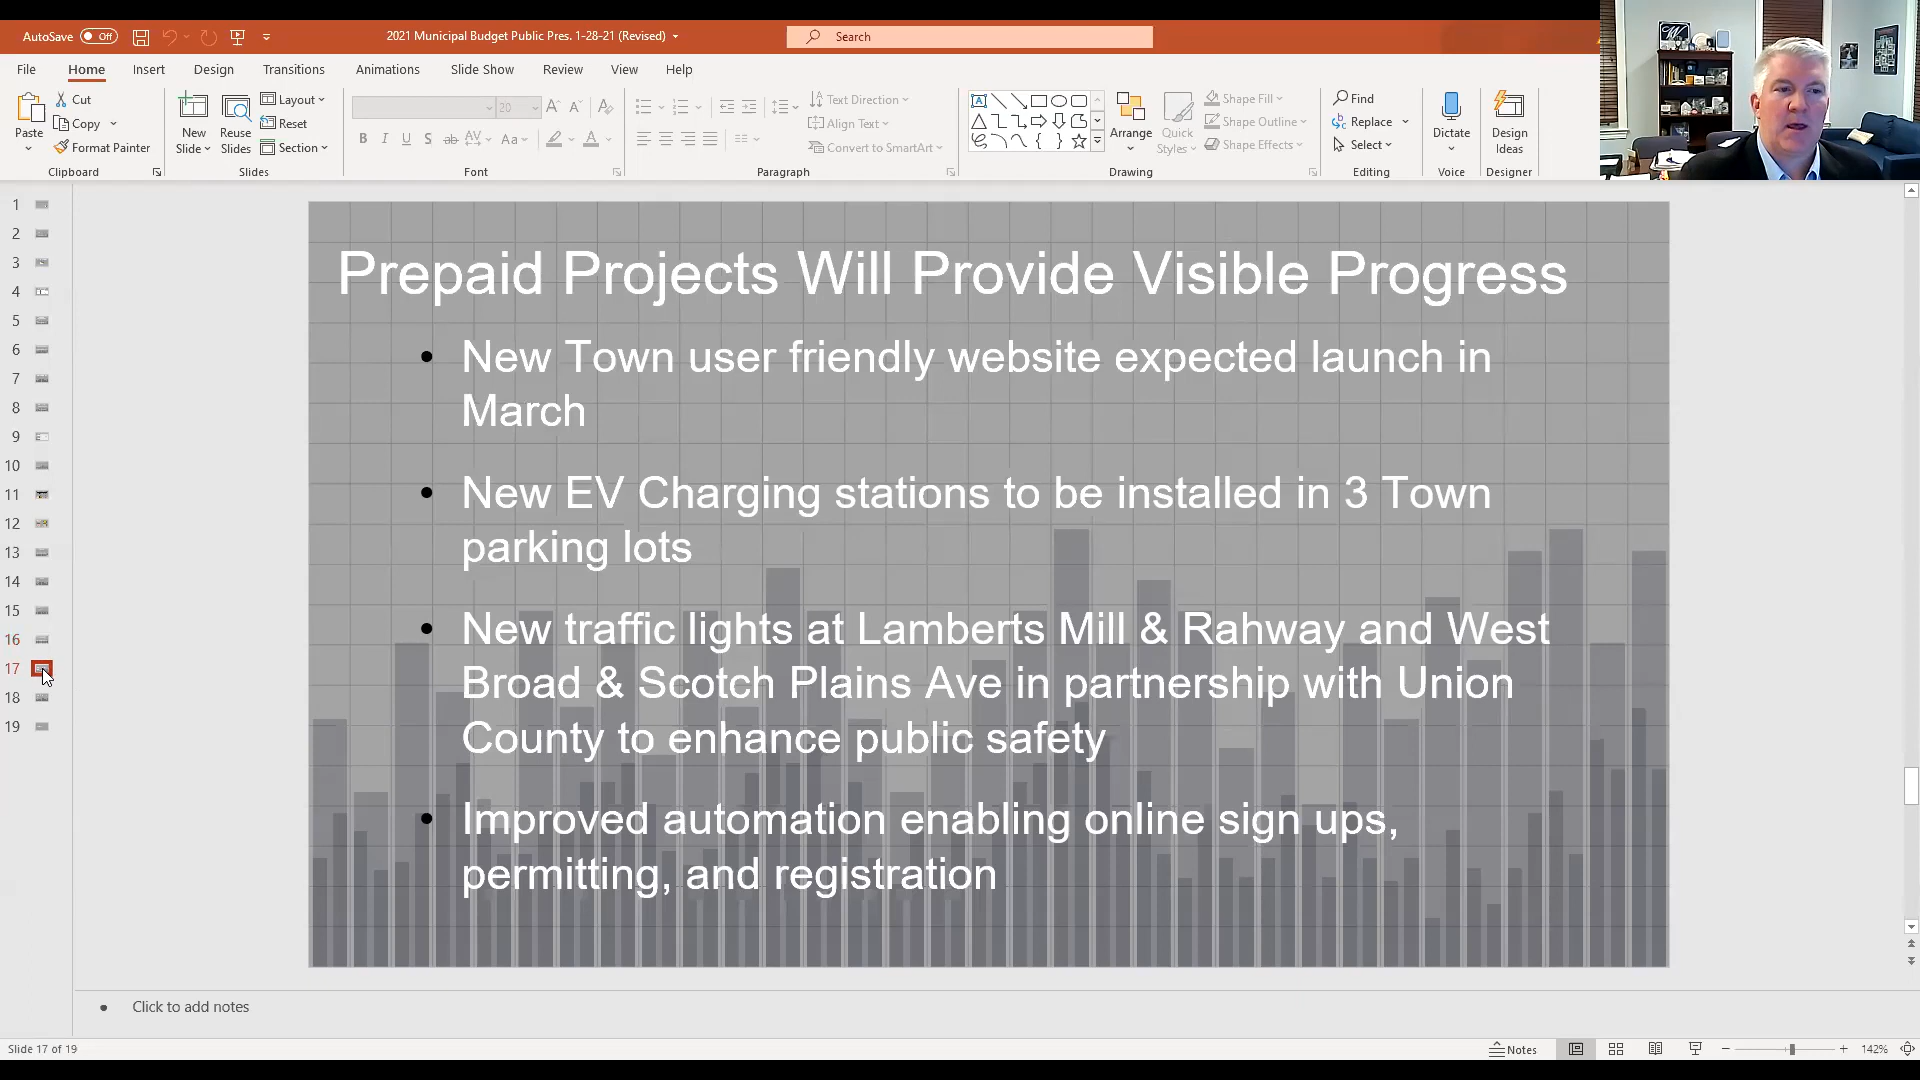 AutoSave Off
2021 Municipal Budget Public Pres. 1-28-21 (Revised)
Search
File Home Insert Design Transitions Animations Slide Show Review View Help
Paste
Cut
Copy
Format Painter
Clipboard
New Slide
Reuse Slides
Layout
Reset
Section
Slides
20
B I U S ab AV Aa A
Font
Text Direction
Align Text
Convert to SmartArt
Paragraph
Arrange
Quick Styles
Shape Fill
Shape Outline
Shape Effects
Drawing
Find
Replace
Select
Editing
Dictate
Voice
Design Ideas
Designer
1
2
3
4
5
6
7
8
9
10
11
12
13
14
15
16
17
18
19
Prepaid Projects Will Provide Visible Progress
• New Town user friendly website expected launch in
March
• New EV Charging stations to be installed in 3 Town
parking lots
• New traffic lights at Lamberts Mill & Rahway and West
Broad & Scotch Plains Ave in partnership with Union
County to enhance public safety
• Improved automation enabling online sign ups,
permitting, and registration
• Click to add notes
Slide 17 of 19
Notes
142%